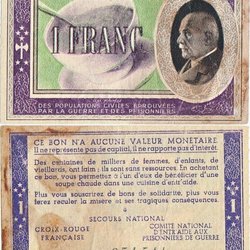 1 FRANC
DES POPULATIONS CIVILES ÉPROUVÉES
PAR LA GUERRE ET DES PRISONNIERS
CE BON N'A AUCUNE VALEUR MONETAIRE
Il ne représente pas de capital, il ne rapporte pas d'intérêt.
Des centaines de milliers de femmes, d'enfants, de
vieillards, ont faim; ils sont sans ressources. En achetant
ce bon, vous permettez à l'un d'eux de bénéficier d'une
soupe chaude dans une cuisine d'entr'aide.
Plus vous souscrirez de bons de solidarité, plus vous
ferez reculer la misère et ses tragiques conséquences.
1
1
SECOURS NATIONAL
CROIX-ROUGE
FRANÇAISE
COMITÉ NATIONAL
D'ENTR'AIDE AUX
PRISONNIERS DE GUERRE